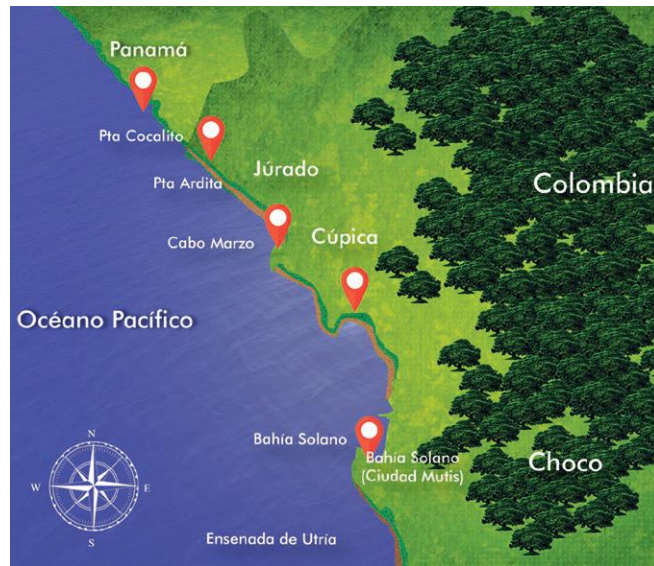 Panamá
Pta Cocalito
Pta Ardita
Júrado
Colombia
Cabo Marzo
Cúpica
Océano Pacífico
Bahía Solano
Bahía Solano
(Ciudad Mutis)
Choco
N
W
E
S
Ensenada de Utría